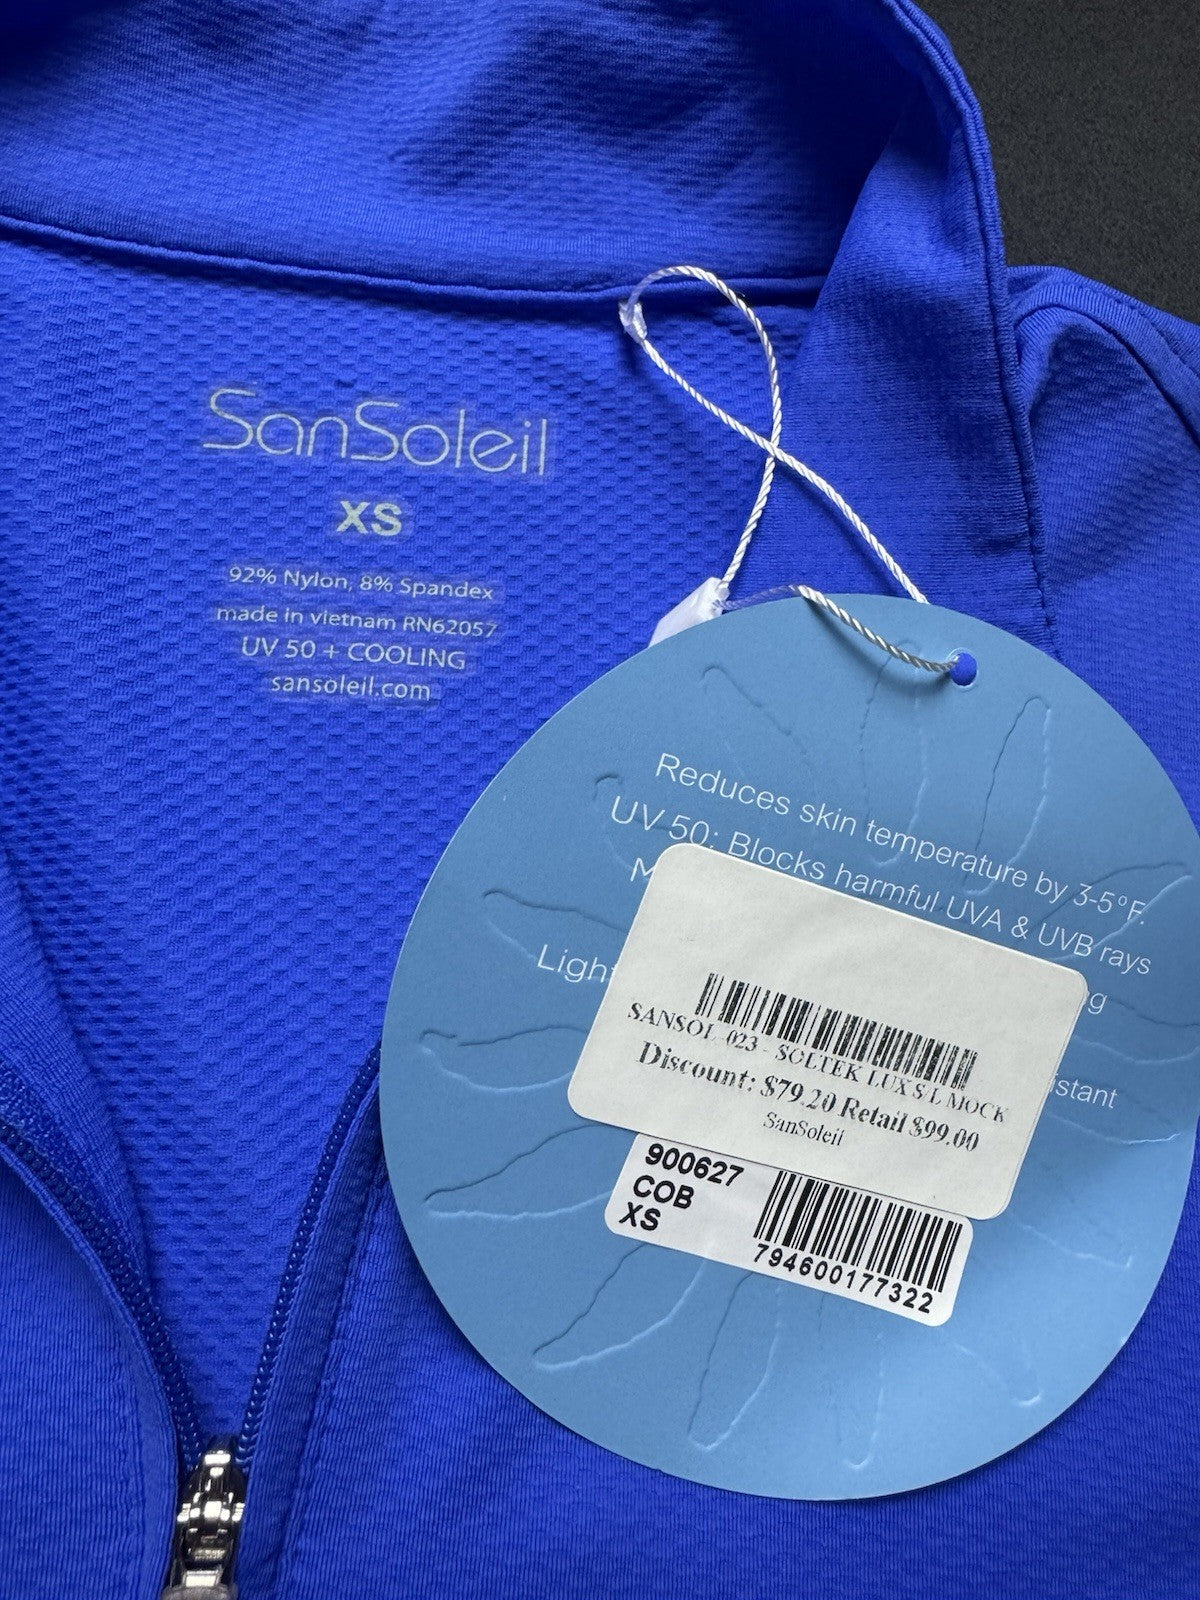 SanSoleil
XS
92% Nylon, 8% Spandex
made in vietnam RN62057
UV 50 + COOLING
sansoleil.com
Reduces skin temperature by 3-5°F.
UV 50: Blocks harmful UVA & UVB rays
SANSOL 023 - SOLTEK LUX S/L MOCK
Discount: $79.20 Retail $99.00
SanSoleil
900627
COB
XS
794600177322